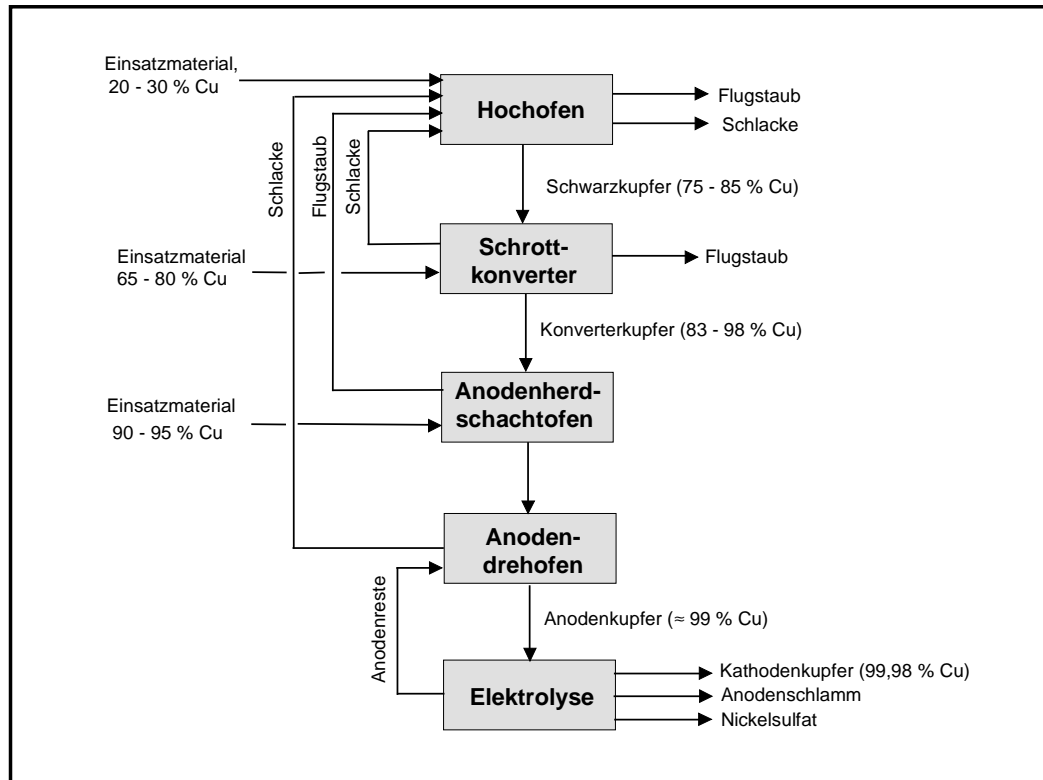 Einsatzmaterial,
20 - 30 % Cu
Hochofen
Flugstaub
Schlacke
Schlacke
Flugstaub
Schlacke
Schwarzkupfer (75 - 85 % Cu)
Einsatzmaterial
65 - 80 % Cu
Schrott-
konverter
Flugstaub
Konverterkupfer (83 - 98 % Cu)
Einsatzmaterial
90 - 95 % Cu
Anodenherd-
schachtofen
Anoden-
drehofen
Anodenreste
Anodenkupfer (≈ 99 % Cu)
Elektrolyse
Kathodenkupfer (99,98 % Cu)
Anodenschlamm
Nickelsulfat